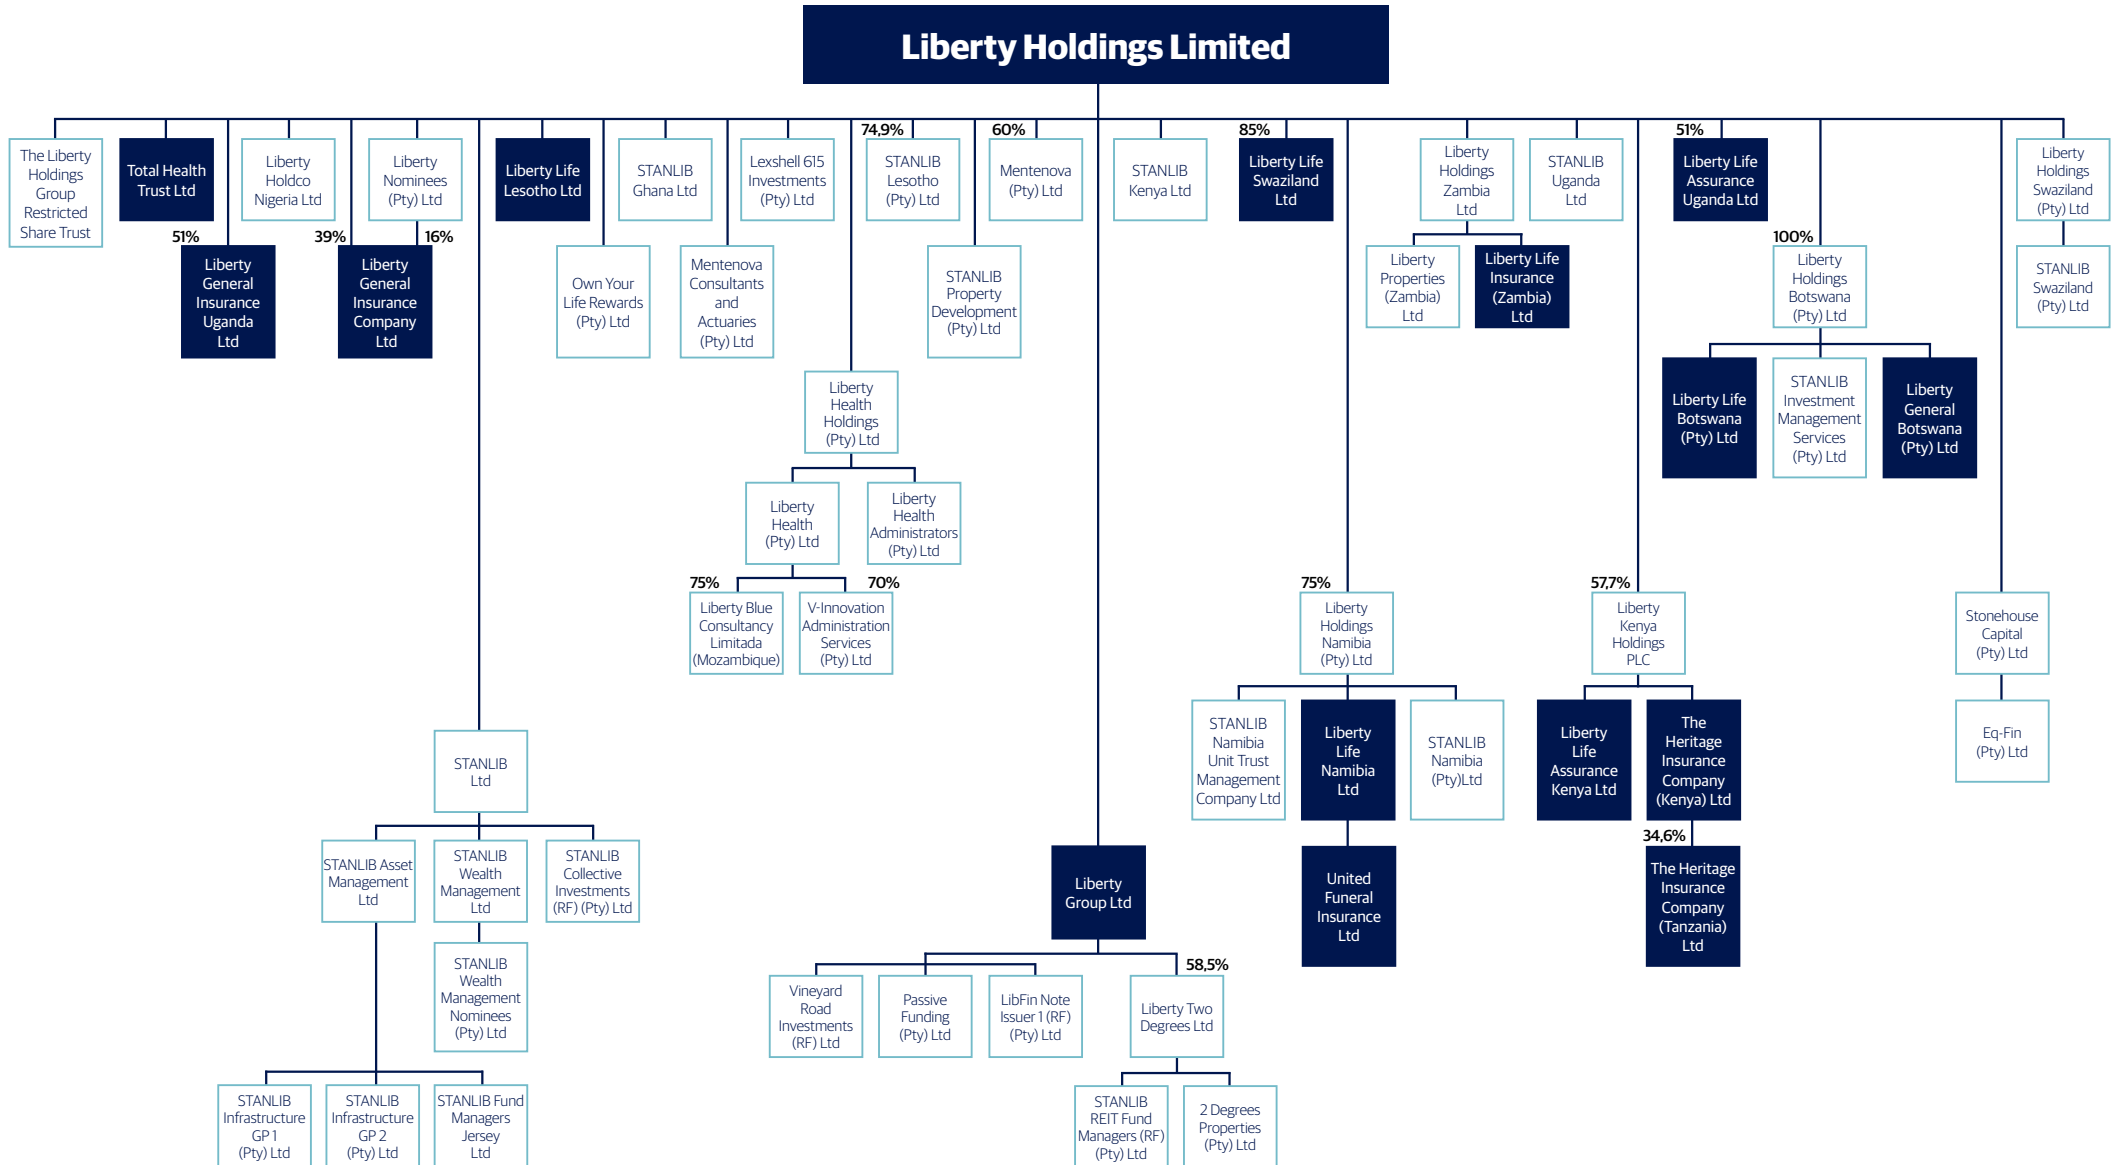 Liberty Holdings Limited
The Liberty
Holdings
Group
Restricted
Share Trust
Total Health
Trust Ltd
51%
Liberty
General
Insurance
Uganda
Ltd
Liberty
Holdco
Nigeria Ltd
39%
Liberty
Nominees
(Pty) Ltd
16%
Liberty
General
Insurance
Company
Ltd
Liberty Life
Lesotho Ltd
Own Your
Life Rewards
(Pty) Ltd
STANLIB
Ghana Ltd
Mentenova
Consultants
and
Actuaries
(Pty) Ltd
Lexshell 615
Investments
(Pty) Ltd
74,9%
STANLIB
Lesotho
(Pty) Ltd
STANLIB
Property
Development
(Pty) Ltd
60%
Mentenova
(Pty) Ltd
STANLIB
Kenya Ltd
85%
Liberty Life
Swaziland
Ltd
Liberty
Holdings
Zambia
Ltd
Liberty
Properties
(Zambia)
Ltd
Liberty Life
Insurance
(Zambia)
Ltd
STANLIB
Uganda
Ltd
51%
Liberty Life
Assurance
Uganda Ltd
100%
Liberty
Holdings
Botswana
(Pty) Ltd
Liberty Life
Botswana
(Pty) Ltd
STANLIB
Investment
Management
Services
(Pty) Ltd
Liberty
General
Botswana
(Pty) Ltd
Liberty
Holdings
Swaziland
(Pty) Ltd
STANLIB
Swaziland
(Pty) Ltd
Liberty
Health
Holdings
(Pty) Ltd
Liberty
Health
(Pty) Ltd
Liberty
Health
Administrators
(Pty) Ltd
75%
Liberty Blue
Consultancy
Limitada
(Mozambique)
70%
V-Innovation
Administration
Services
(Pty) Ltd
75%
Liberty
Holdings
Namibia
(Pty) Ltd
STANLIB
Namibia
Unit Trust
Management
Company Ltd
Liberty
Life
Namibia
Ltd
STANLIB
Namibia
(Pty)Ltd
United
Funeral
Insurance
Ltd
57,7%
Liberty
Kenya
Holdings
PLC
Liberty
Life
Assurance
Kenya Ltd
The
Heritage
Insurance
Company
(Kenya) Ltd
34,6%
The Heritage
Insurance
Company
(Tanzania)
Ltd
Stonehouse
Capital
(Pty) Ltd
Eq-Fin
(Pty) Ltd
STANLIB
Ltd
STANLIB Asset
Management
Ltd
STANLIB
Wealth
Management
Ltd
STANLIB
Collective
Investments
(RF) (Pty) Ltd
STANLIB
Wealth
Management
Nominees
(Pty) Ltd
STANLIB
Infrastructure
GP 1
(Pty) Ltd
STANLIB
Infrastructure
GP 2
(Pty) Ltd
STANLIB Fund
Managers
Jersey
Ltd
Liberty
Group Ltd
Vineyard
Road
Investments
(RF) Ltd
Passive
Funding
(Pty) Ltd
LibFin Note
Issuer 1 (RF)
(Pty) Ltd
58,5%
Liberty Two
Degrees Ltd
STANLIB
REIT Fund
Managers (RF)
(Pty) Ltd
2 Degrees
Properties
(Pty) Ltd